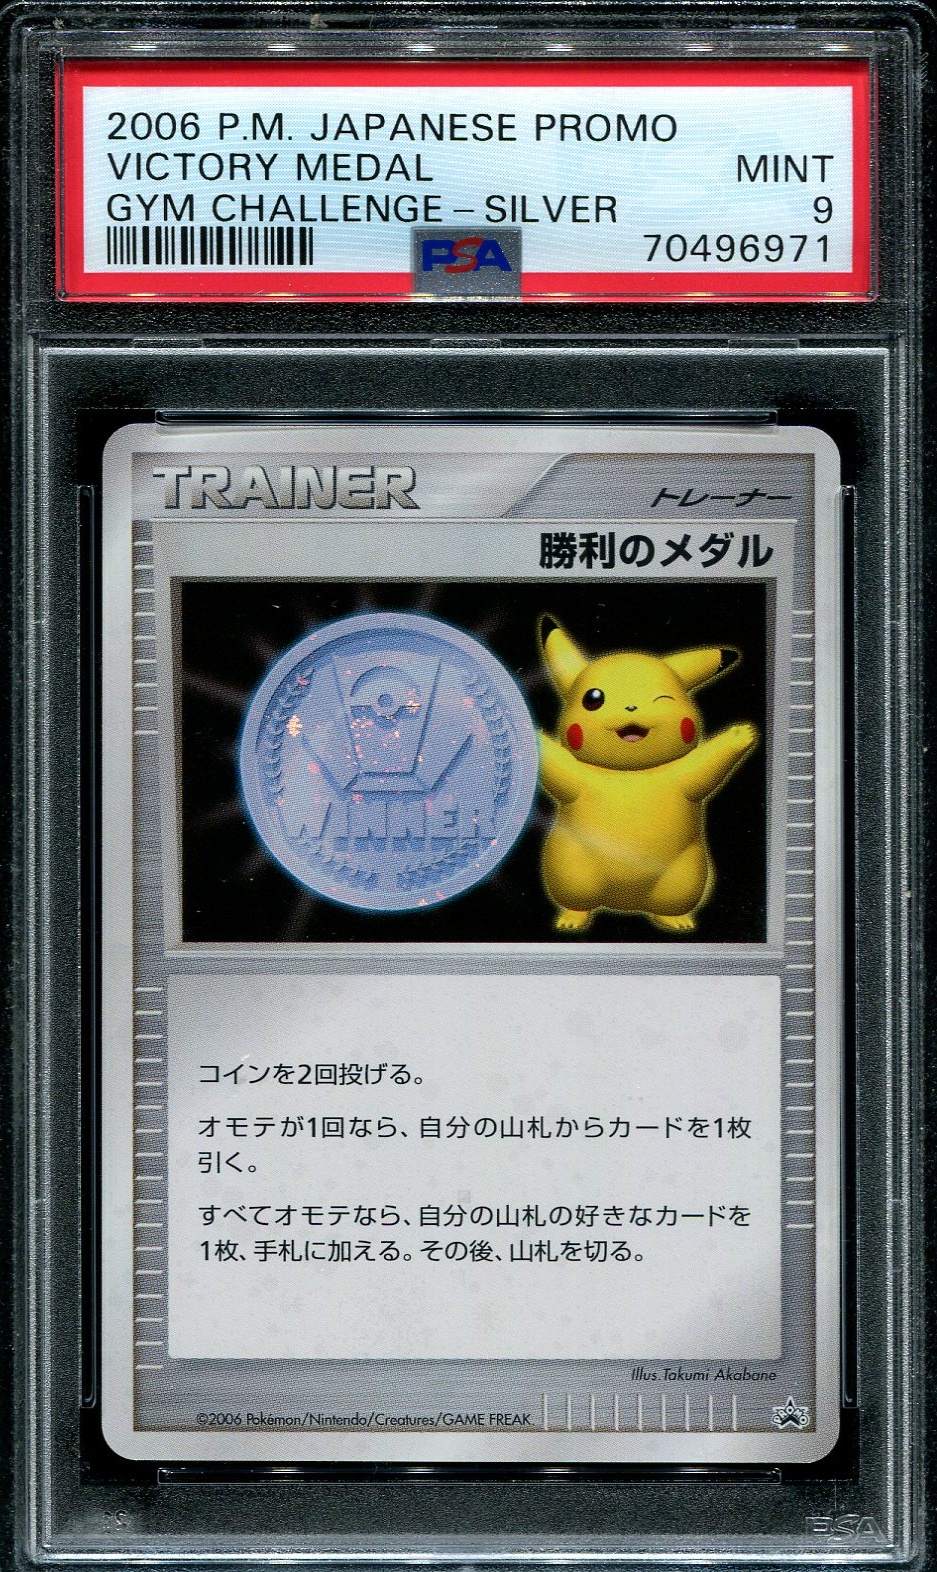 2006 P.M. JAPANESE PROMO
VICTORY MEDAL MINT
GYM CHALLENGE – SILVER 9
PSA 70496971
TRAINER トレーナー
勝利のメダル
WINNER
コインを2回投げる。
オモテが1回なら、自分の山札からカードを1枚
引く。
すべてオモテなら、自分の山札の好きなカードを
1枚、手札に加える。その後、山札を切る。
Illus. Takumi Akabane
©2006 Pokémon/Nintendo/Creatures/GAME FREAK.
PSA